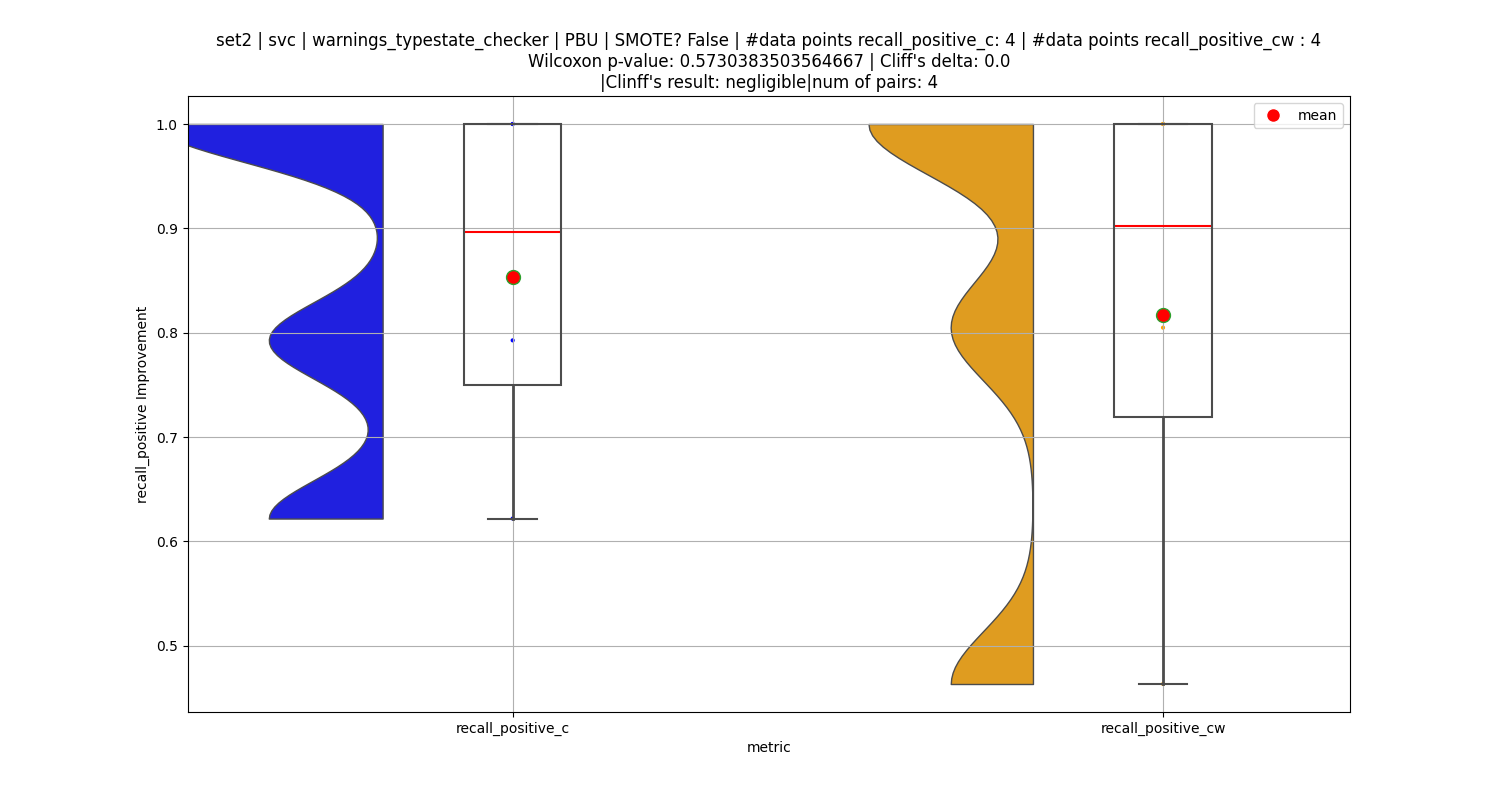 set2 | svc | warnings_typestate_checker | PBU | SMOTE? False | #data points recall_positive_c: 4 | #data points recall_positive_cw : 4
Wilcoxon p-value: 0.5730383503564667 | Cliff's delta: 0.0
|Clinff's result: negligible|num of pairs: 4
mean
1.0
0.9
0.8
0.7
0.6
0.5
recall_positive Improvement
recall_positive_c
recall_positive_cw
metric